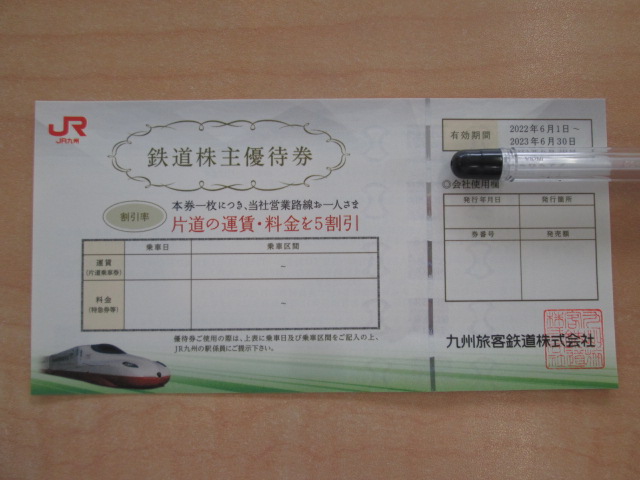 JR
JR九州
鉄道株主優待券
割引率
本券一枚につき、当社営業路線お一人さま
片道の運賃・料金を5割引
乗車日
乗車区間
運賃
(片道乗車券)
－
料金
(特急券等)
－
優待券ご使用の際は、上表に乗車日及び乗車区間をご記入の上、
JR九州の駅係員にご提示下さい。
有効期間
2022年6月1日～
2023年6月30日
◎会社使用欄
発行年月日
発行箇所
券番号
発売額
九州旅客鉄道株式会社